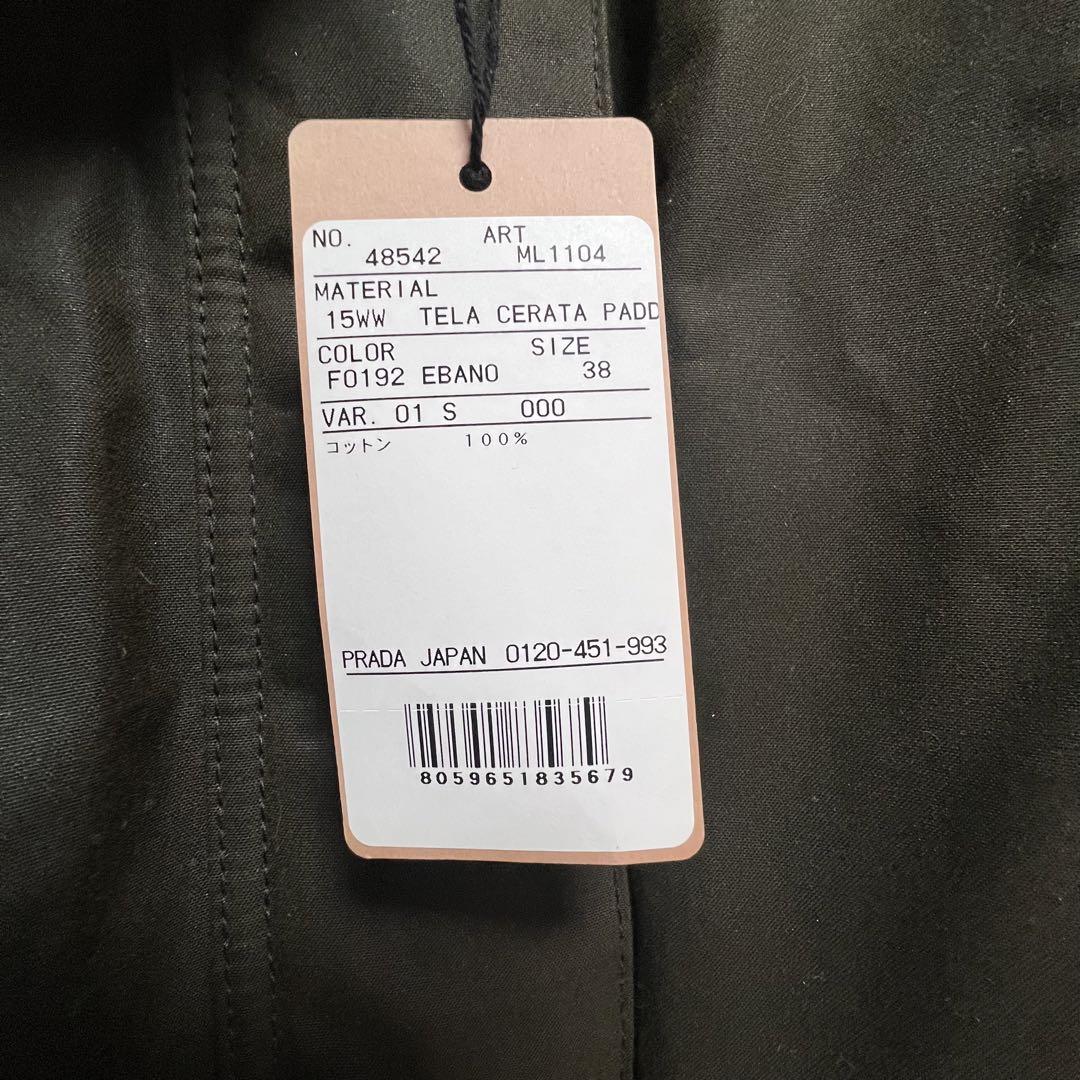 NO. ART
48542 ML1104
MATERIAL
15WW TELA CERATA PADD
COLOR SIZE
F0192 EBANO 38
VAR. 01 S 000
コットン 100%
PRADA JAPAN 0120-451-993
8059651835679